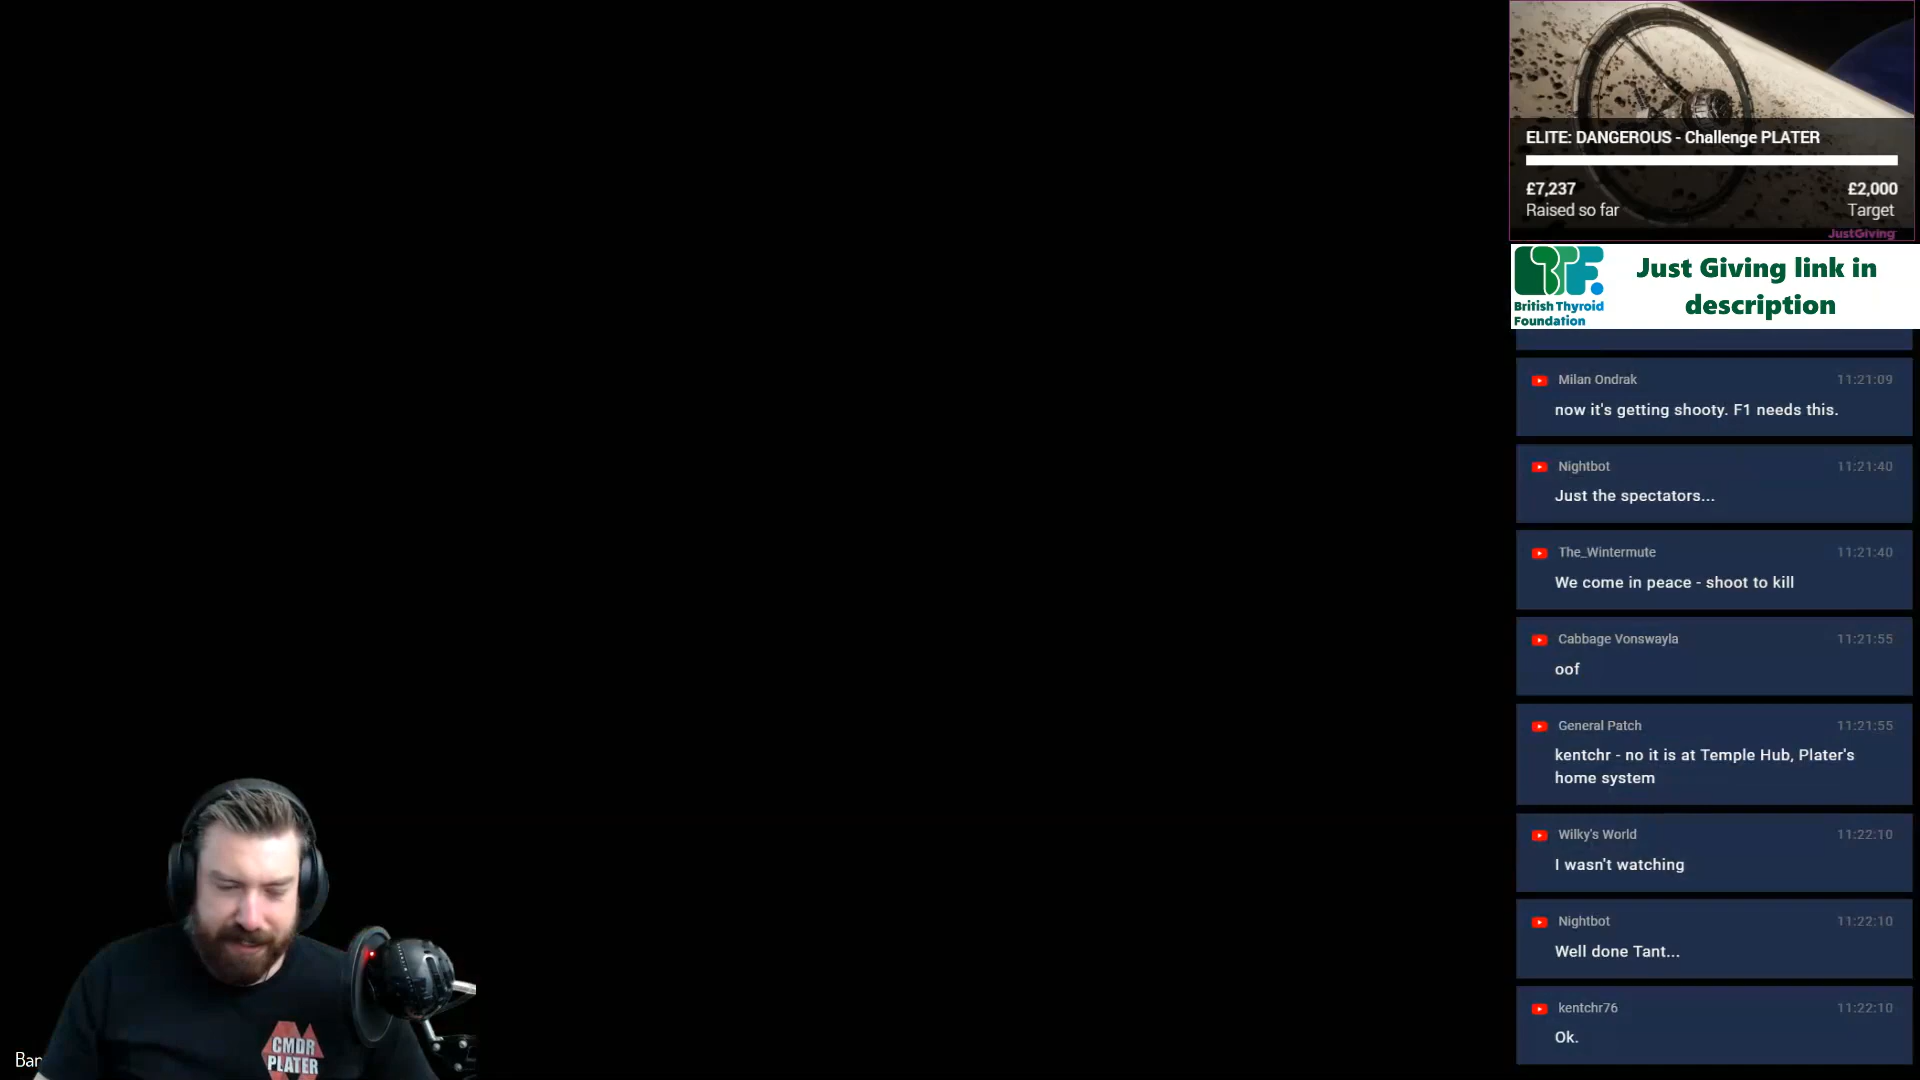 ELITE: DANGEROUS - Challenge PLATER
£7,237 £2,000
Raised so far Target
JustGiving
BTF.
British Thyroid
Foundation
Just Giving link in
description
Milan Ondrak 11:21:09
now it's getting shooty. F1 needs this.
Nightbot 11:21:40
Just the spectators...
The_Wintermute 11:21:40
We come in peace - shoot to kill
Cabbage Vonswayla 11:21:55
oof
General Patch 11:21:55
kentchr - no it is at Temple Hub, Plater's
home system
Wilky's World 11:22:10
I wasn't watching
Nightbot 11:22:10
Well done Tant...
kentchr76 11:22:10
Ok.
CMDR
PLATER